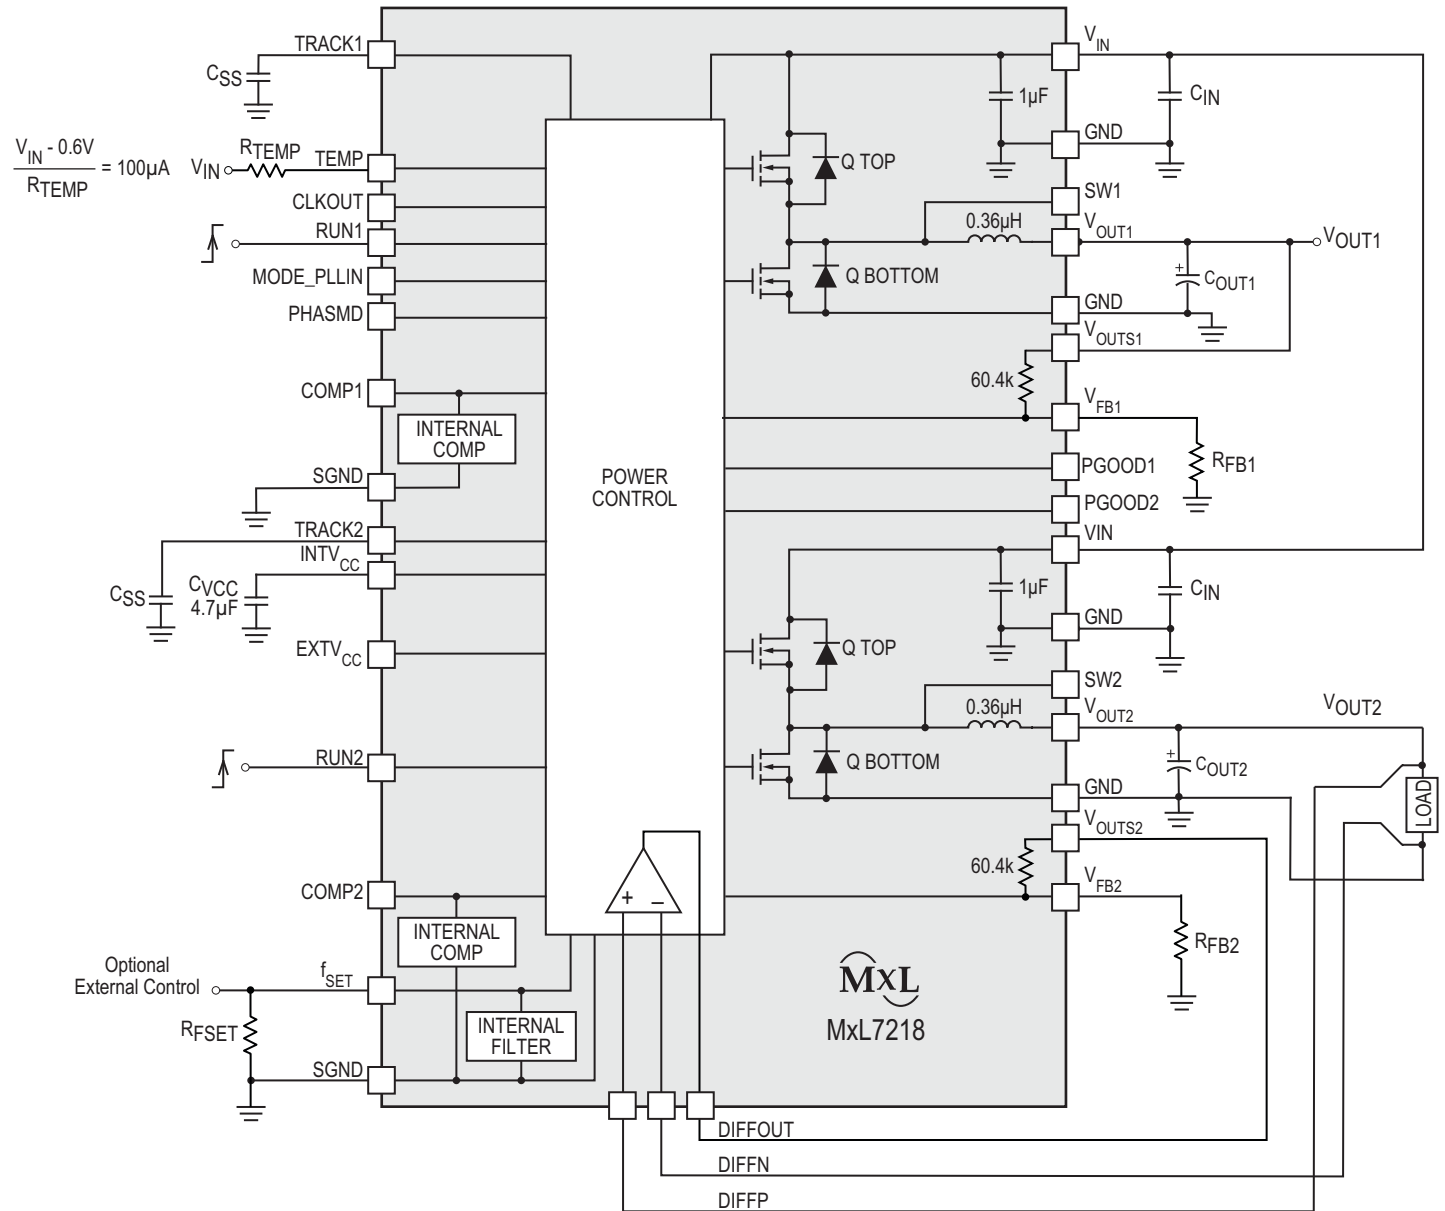 TRACK1
CSS
VIN - 0.6V
RTEMP
= 100µA
VIN
RTEMP
TEMP
CLKOUT
RUN1
MODE_PLLIN
PHASMD
COMP1
INTERNAL
COMP
SGND
TRACK2
INTVCC
CSS
CVCC
4.7µF
EXTVCC
RUN2
COMP2
INTERNAL
COMP
Optional
External Control
fSET
RFSET
INTERNAL
FILTER
SGND
POWER
CONTROL
+
–
VIN
1µF
CIN
GND
Q TOP
SW1
0.36µH
VOUT1
VOUT1
Q BOTTOM
+
COUT1
GND
VOUTS1
60.4k
VFB1
RFB1
PGOOD1
PGOOD2
VIN
1µF
CIN
GND
Q TOP
SW2
0.36µH
VOUT2
VOUT2
Q BOTTOM
+
COUT2
LOAD
GND
VOUTS2
60.4k
VFB2
RFB2
MXL
MxL7218
DIFFOUT
DIFFN
DIFFP